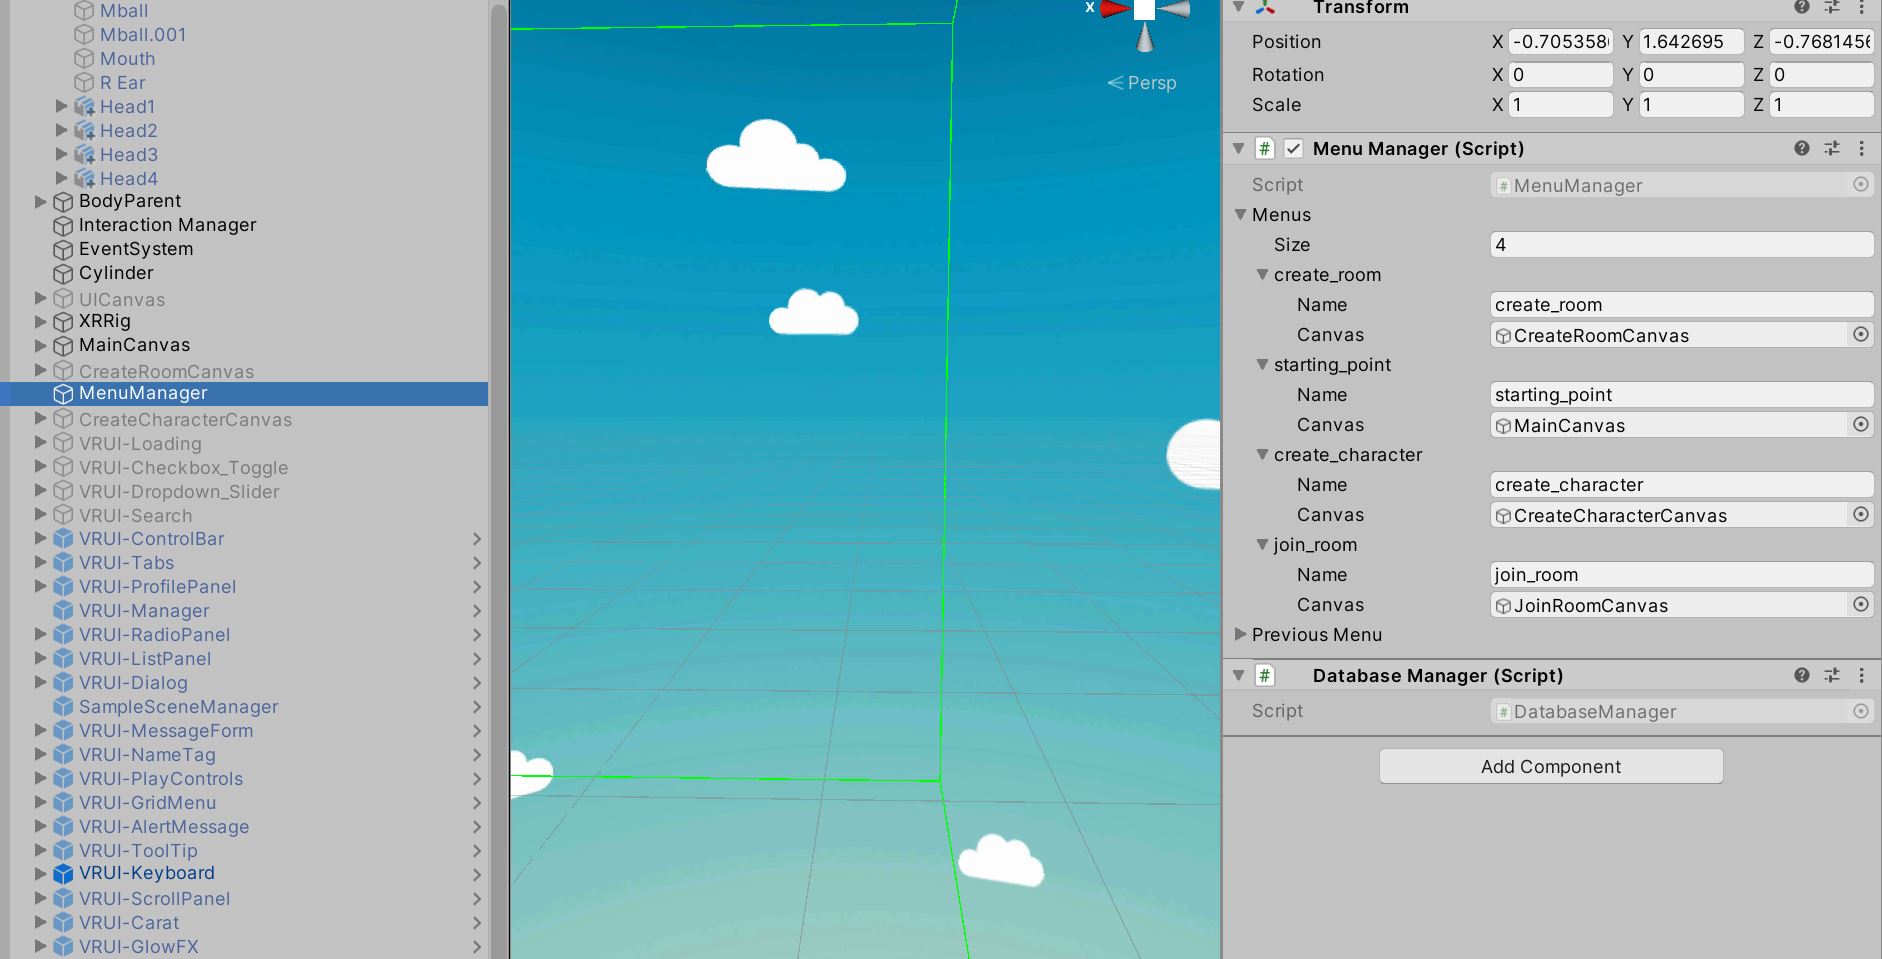 Mball
Mball.001
Mouth
R Ear
Head1
Head2
Head3
Head4
BodyParent
Interaction Manager
EventSystem
Cylinder
UICanvas
XRRig
MainCanvas
CreateRoomCanvas
MenuManager
CreateCharacterCanvas
VRUI-Loading
VRUI-Checkbox_Toggle
VRUI-Dropdown_Slider
VRUI-Search
VRUI-ControlBar
VRUI-Tabs
VRUI-ProfilePanel
VRUI-Manager
VRUI-RadioPanel
VRUI-ListPanel
VRUI-Dialog
SampleSceneManager
VRUI-MessageForm
VRUI-NameTag
VRUI-PlayControls
VRUI-GridMenu
VRUI-AlertMessage
VRUI-ToolTip
VRUI-Keyboard
VRUI-ScrollPanel
VRUI-Carat
VRUI-GlowFX
x
Persp
Transform
Position X -0.705358 Y 1.642695 Z -0.768145
Rotation X 0 Y 0 Z 0
Scale X 1 Y 1 Z 1
# Menu Manager (Script)
Script # MenuManager
Menus
Size 4
create_room
Name create_room
Canvas CreateRoomCanvas
starting_point
Name starting_point
Canvas MainCanvas
create_character
Name create_character
Canvas CreateCharacterCanvas
join_room
Name join_room
Canvas JoinRoomCanvas
Previous Menu
# Database Manager (Script)
Script # DatabaseManager
Add Component